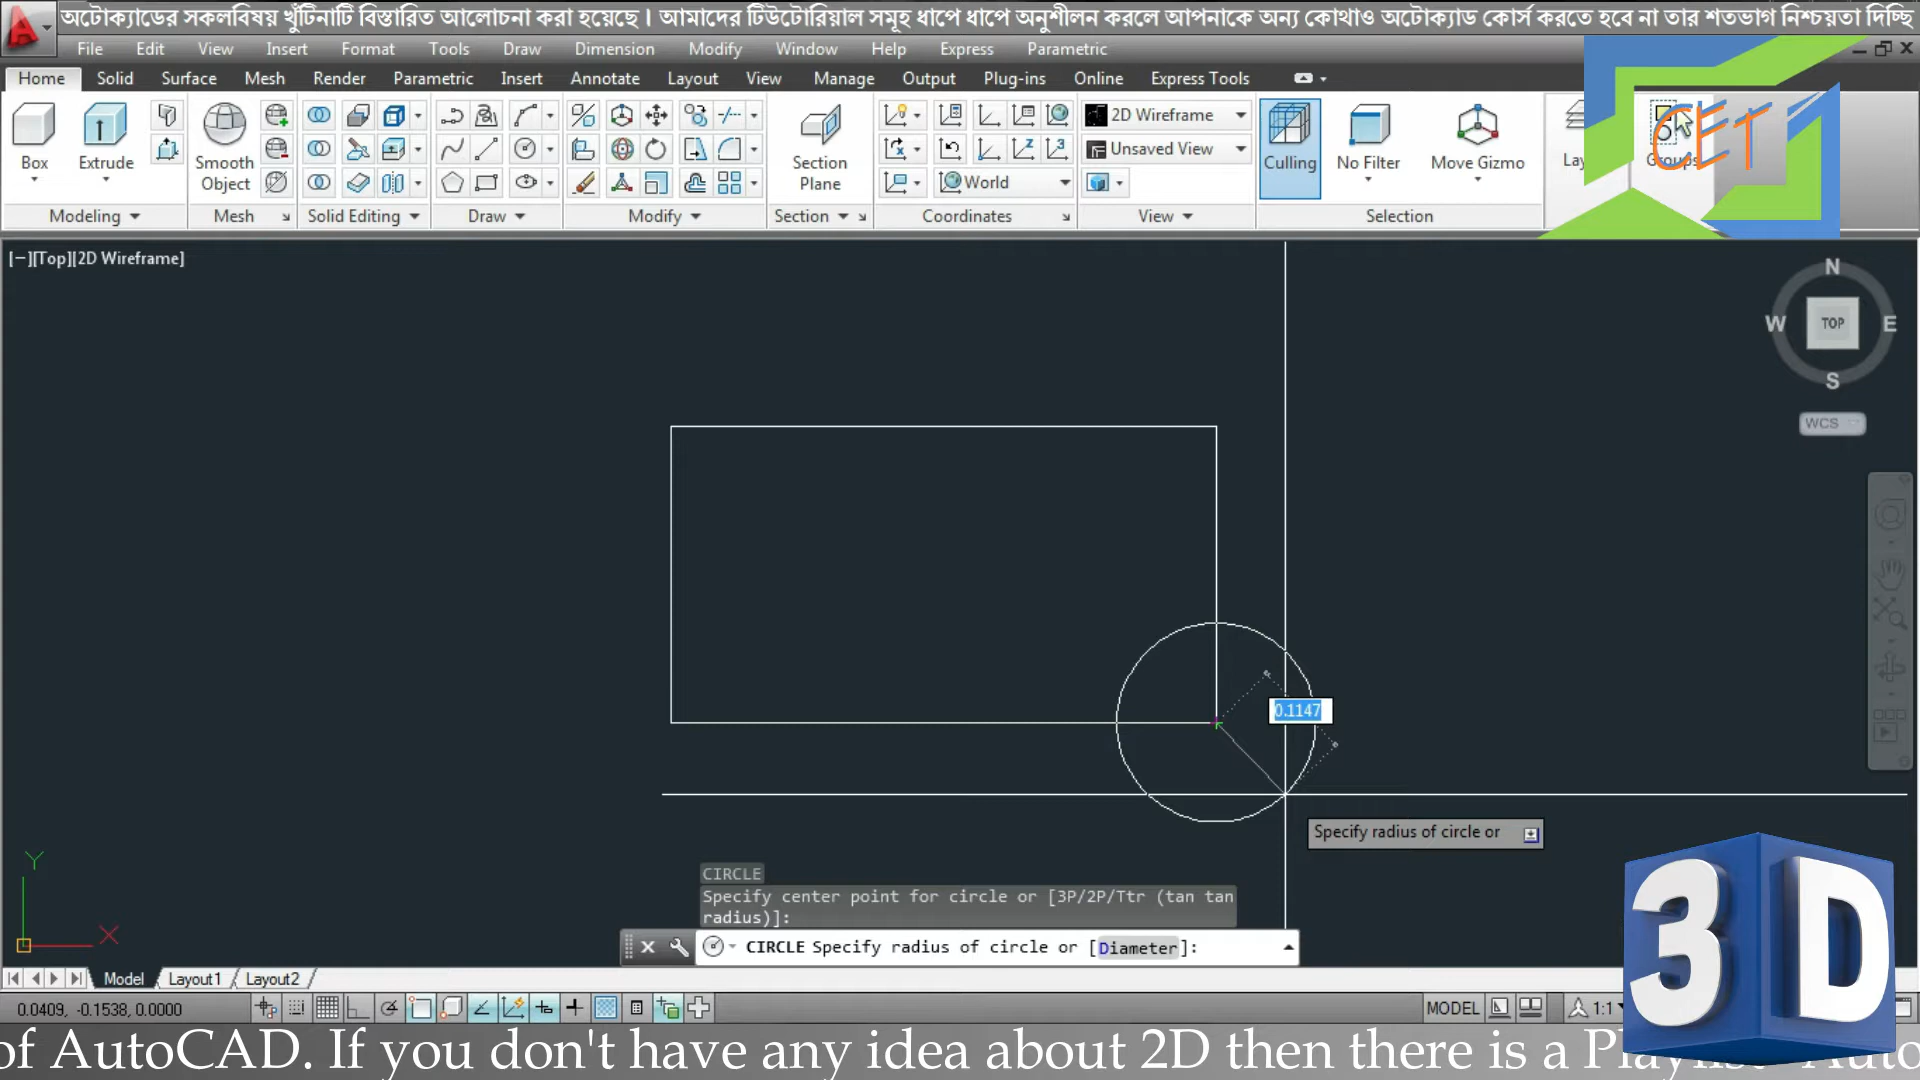 অটোক্যাডের সকলবিষয় খুঁটিনাটি বিস্তারিত আলোচনা করা হয়েছে। আমাদের টিউটোরিয়াল সমূহ ধাপে ধাপে অনুশীলন করলে আপনাকে অন্য কোথাও অটোক্যাড কোর্স করতে হবে না তার শতভাগ নিশ্চয়তা দিচ্ছি
File Edit View Insert Format Tools Draw Dimension Modify Window Help Express Parametric
Home Solid Surface Mesh Render Parametric Insert Annotate Layout View Manage Output Plug-ins Online Express Tools
CET
2D Wireframe
Unsaved View
World
Box Extrude Smooth Object Section Plane Culling No Filter Move Gizmo Groups
Modeling Mesh Solid Editing Draw Modify Section Coordinates View Selection
[−][Top][2D Wireframe]
N
W TOP E
S
WCS
0.1147
Specify radius of circle or
Y
X
CIRCLE
Specify center point for circle or [3P/2P/Ttr (tan tan
radius)]:
CIRCLE Specify radius of circle or [Diameter]:
Model Layout1 Layout2
0.0409, -0.1538, 0.0000
MODEL 1:1
3D
of AutoCAD. If you don't have any idea about 2D then there is a